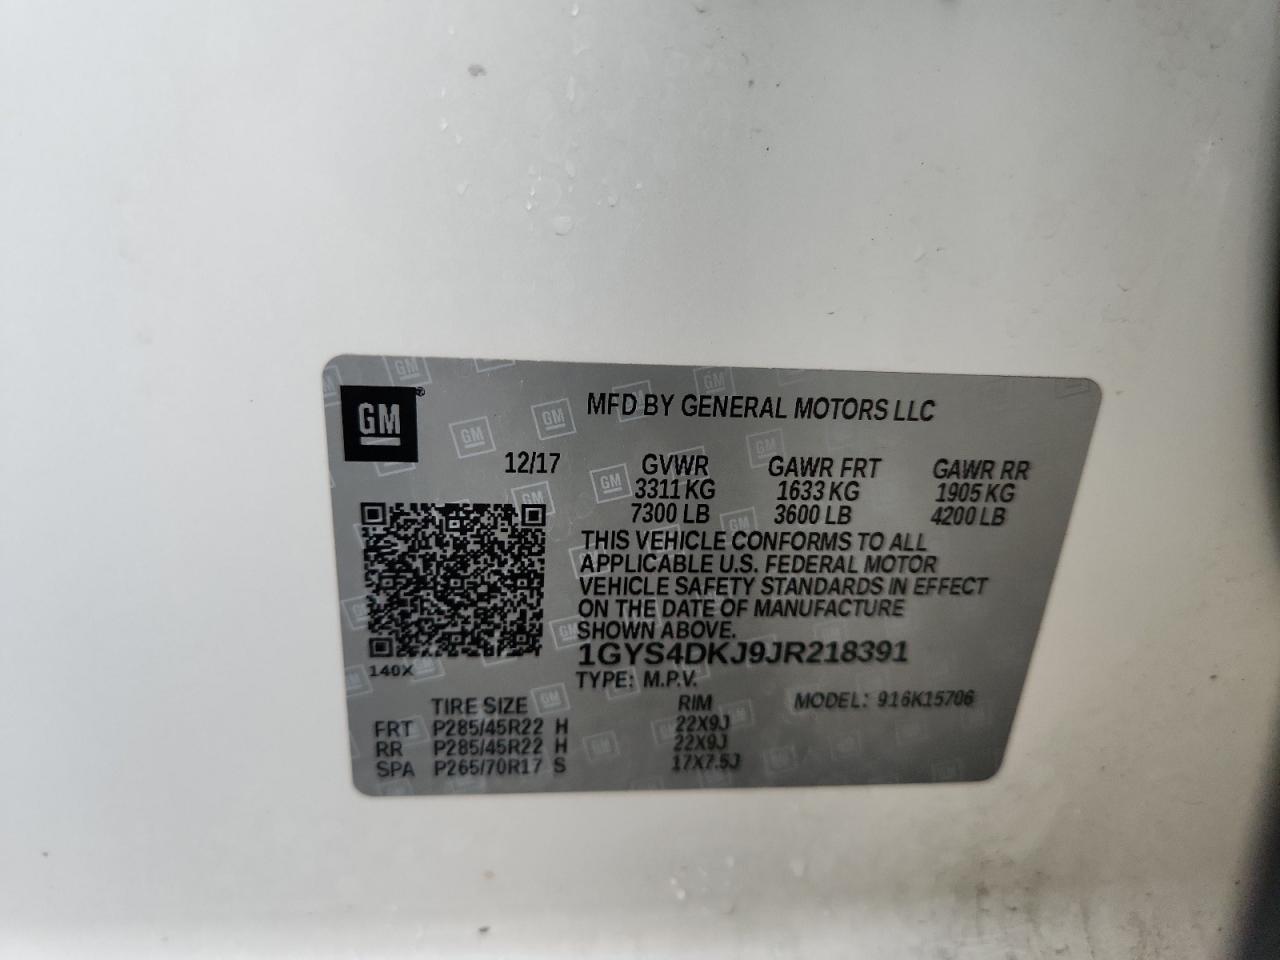 GM
MFD BY GENERAL MOTORS LLC
12/17 GVWR GAWR FRT GAWR RR
3311 KG 1633 KG 1905 KG
7300 LB 3600 LB 4200 LB
THIS VEHICLE CONFORMS TO ALL
APPLICABLE U.S. FEDERAL MOTOR
VEHICLE SAFETY STANDARDS IN EFFECT
ON THE DATE OF MANUFACTURE
SHOWN ABOVE.
1GYS4DKJ9JR218391
140X
TYPE: M.P.V.
TIRE SIZE RIM MODEL: 916K15706
FRT P285/45R22 H 22X9J
RR P285/45R22 H 22X9J
SPA P265/70R17 S 17X7.5J